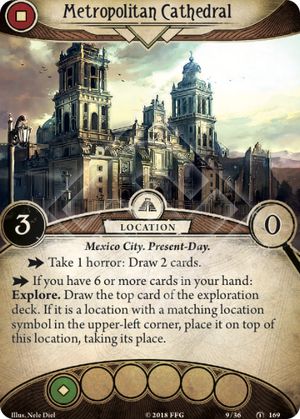 Metropolitan Cathedral
3
LOCATION
0
Mexico City. Present-Day.
Take 1 horror: Draw 2 cards.
If you have 6 or more cards in your hand:
Explore. Draw the top card of the exploration
deck. If it is a location with a matching location
symbol in the upper-left corner, place it on top of
this location, taking its place.
Illus. Nele Diel
© 2018 FFG
9/36
169